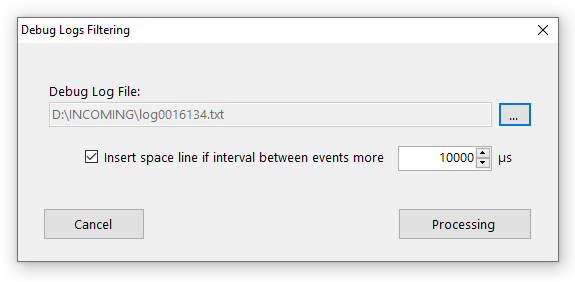 Debug Logs Filtering
Debug Log File:
D:\INCOMING\log0016134.txt
...
Insert space line if interval between events more 10000 µs
Cancel Processing